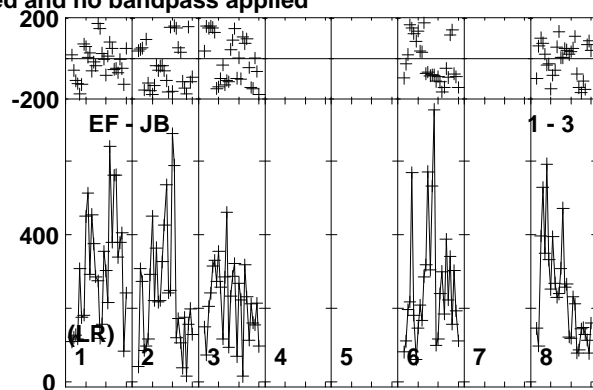 ed and no bandpass applied
200
-200
EF - JB 1 - 3
400
(LR)
1 2 3 4 5 6 7 8
0